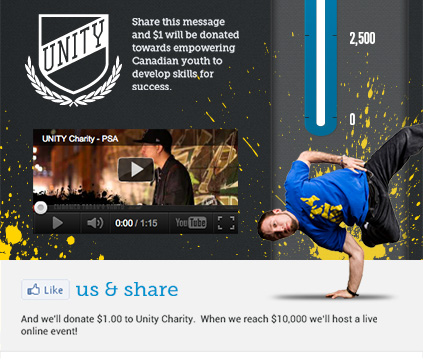 UNITY
Share this message
and $1 will be donated
towards empowering
Canadian youth to
develop skills for
success.
2,500
0
UNITY Charity - PSA
0:00 / 1:15
YouTube
Like us & share
And we'll donate $1.00 to Unity Charity. When we reach $10,000 we'll host a live
online event!